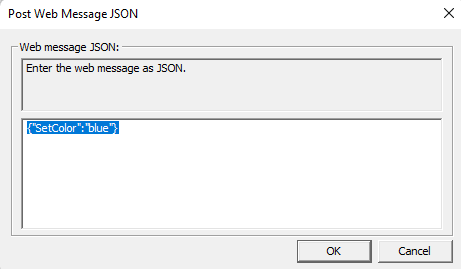 Post Web Message JSON
Web message JSON:
Enter the web message as JSON.
{"SetColor":"blue"}
OK
Cancel